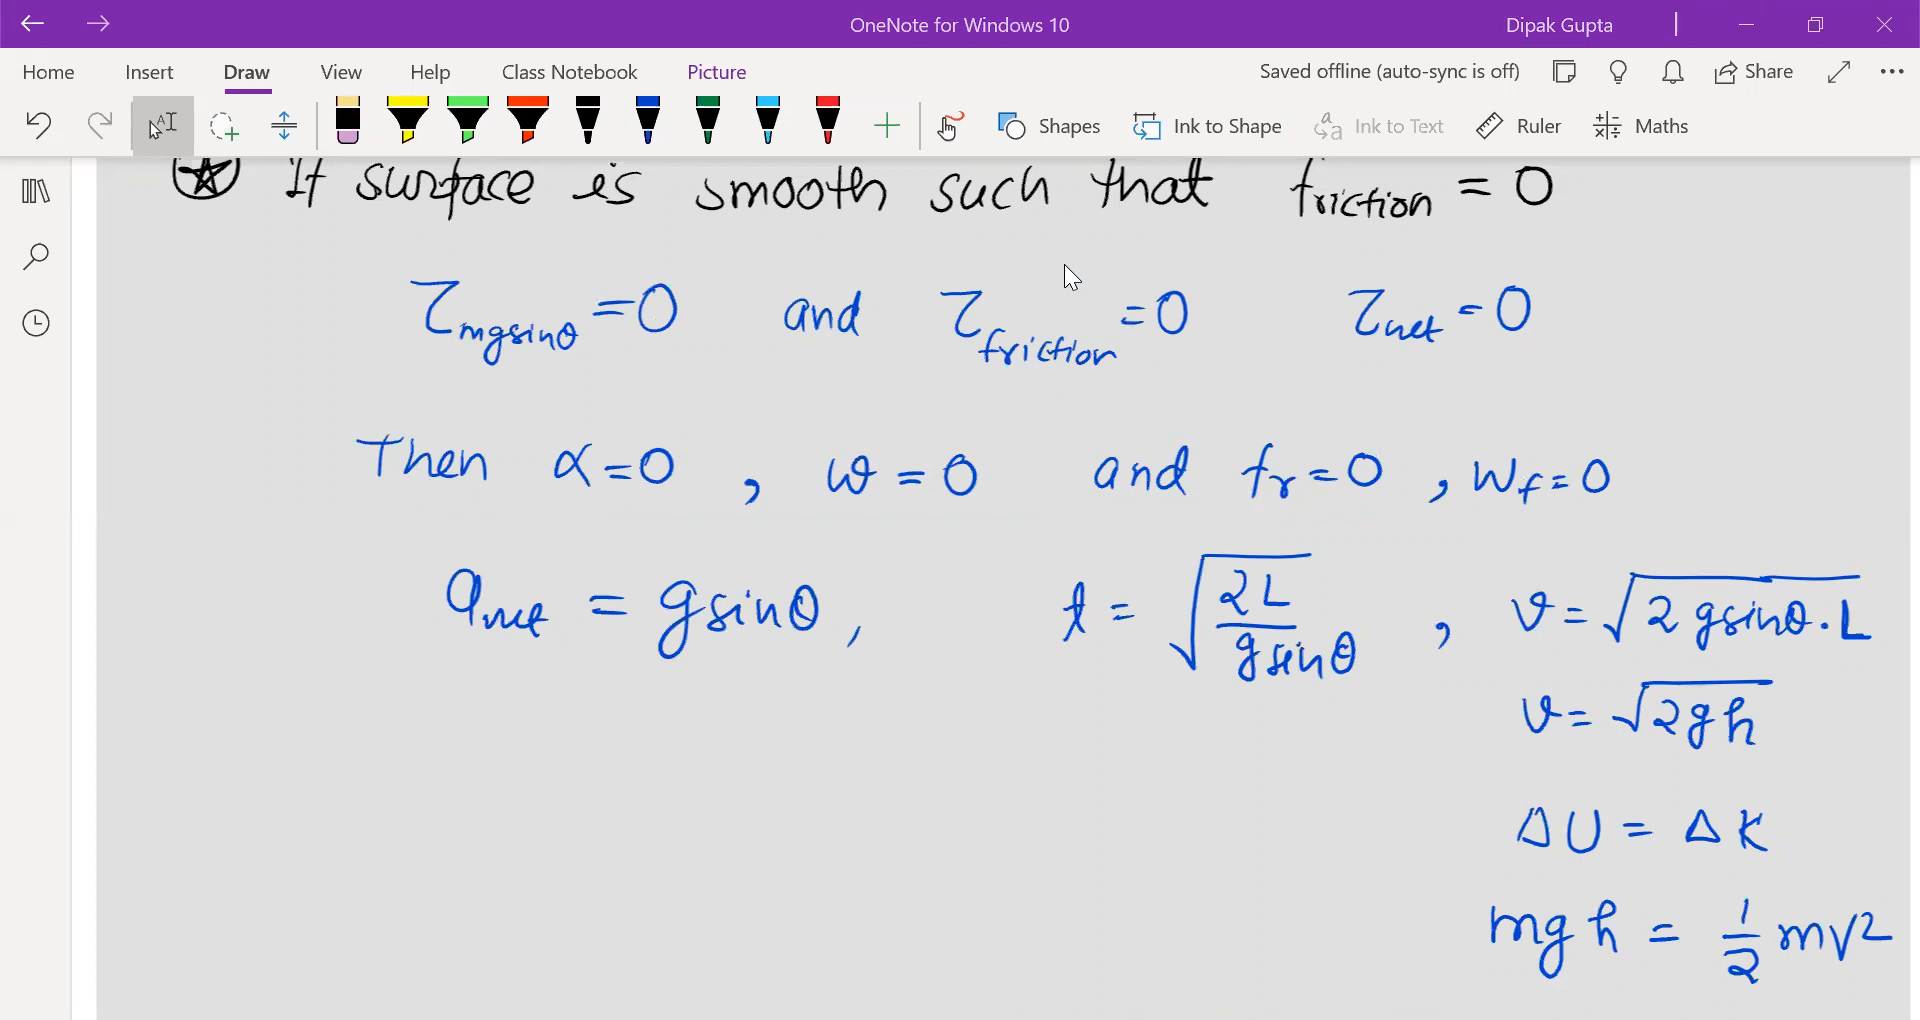 OneNote for Windows 10
Dipak Gupta
Home Insert Draw View Help Class Notebook Picture
Saved offline (auto-sync is off) Share
Shapes Ink to Shape Ink to Text Ruler Maths
If surface is smooth such that friction = 0
τmgsinθ = 0 and τfriction = 0 τnet = 0
Then α = 0 , ω = 0 and fr = 0 , Wf = 0
anet = gsinθ , t = √(2L/gsinθ) , v = √(2 gsinθ . L)
v = √(2gh)
ΔU = ΔK
mgh = 1/2 mv²